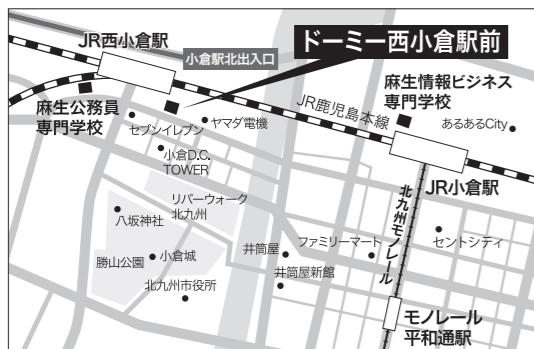 JR西小倉駅
小倉駅北出入口
ドーミー西小倉駅前
麻生公務員
専門学校
セブンイレブン
ヤマダ電機
JR鹿児島本線
麻生情報ビジネス
専門学校
あるあるCity
小倉D.C.
TOWER
JR小倉駅
リバーウォーク
北九州
八坂神社
北九州モノレール
井筒屋
ファミリーマート
セントシティ
勝山公園
小倉城
井筒屋新館
北九州市役所
モノレール
平和通駅